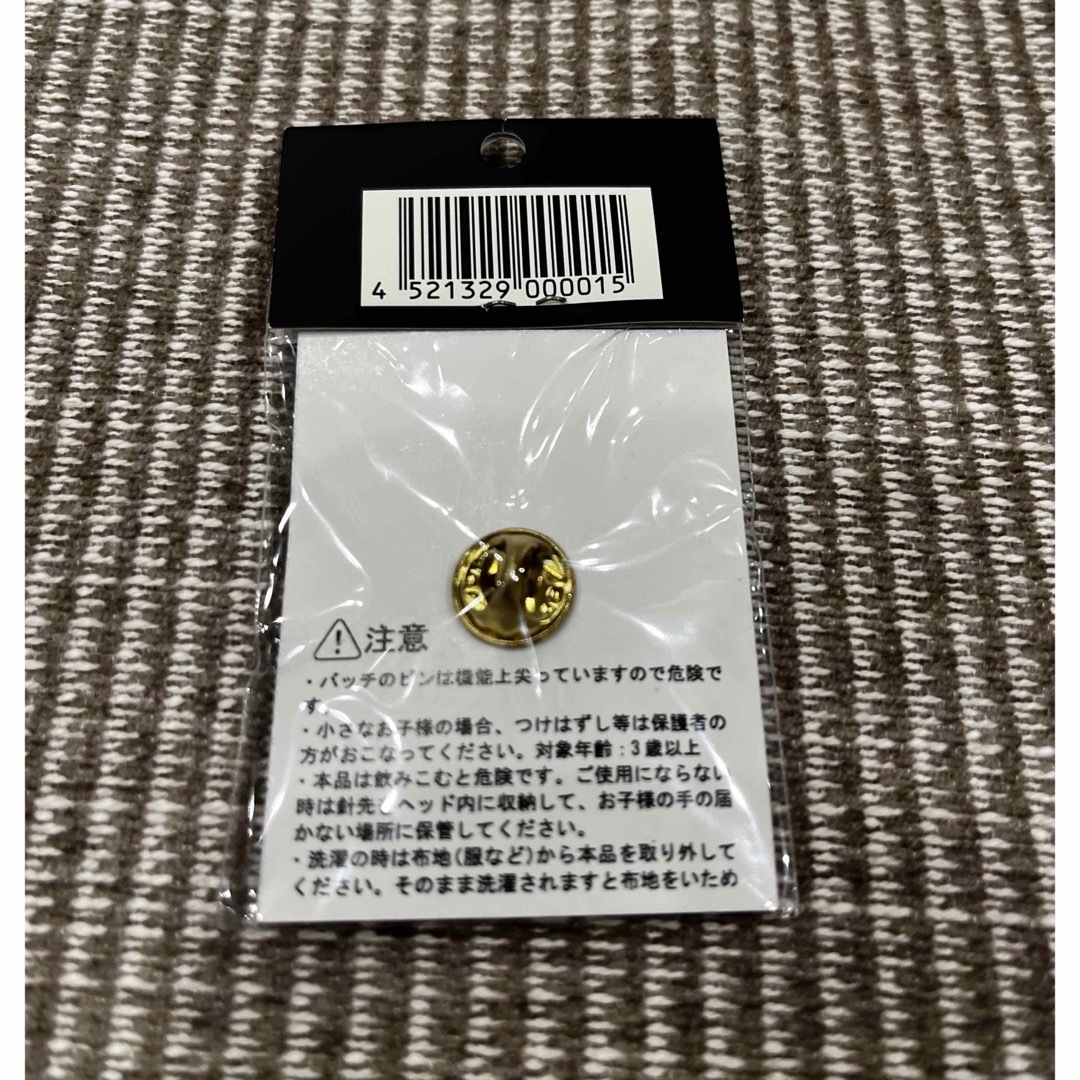 4 521329 000015
注意
・バッチのピンは機能上尖っていますので危険で
す。
・小さなお子様の場合、つけはずし等は保護者の
方がおこなってください。対象年齢：3歳以上
・本品は飲みこむと危険です。ご使用にならない
時は針先をヘッド内に収納して、お子様の手の届
かない場所に保管してください。
・洗濯の時は布地(服など)から本品を取り外して
ください。そのまま洗濯されますと布地をいため